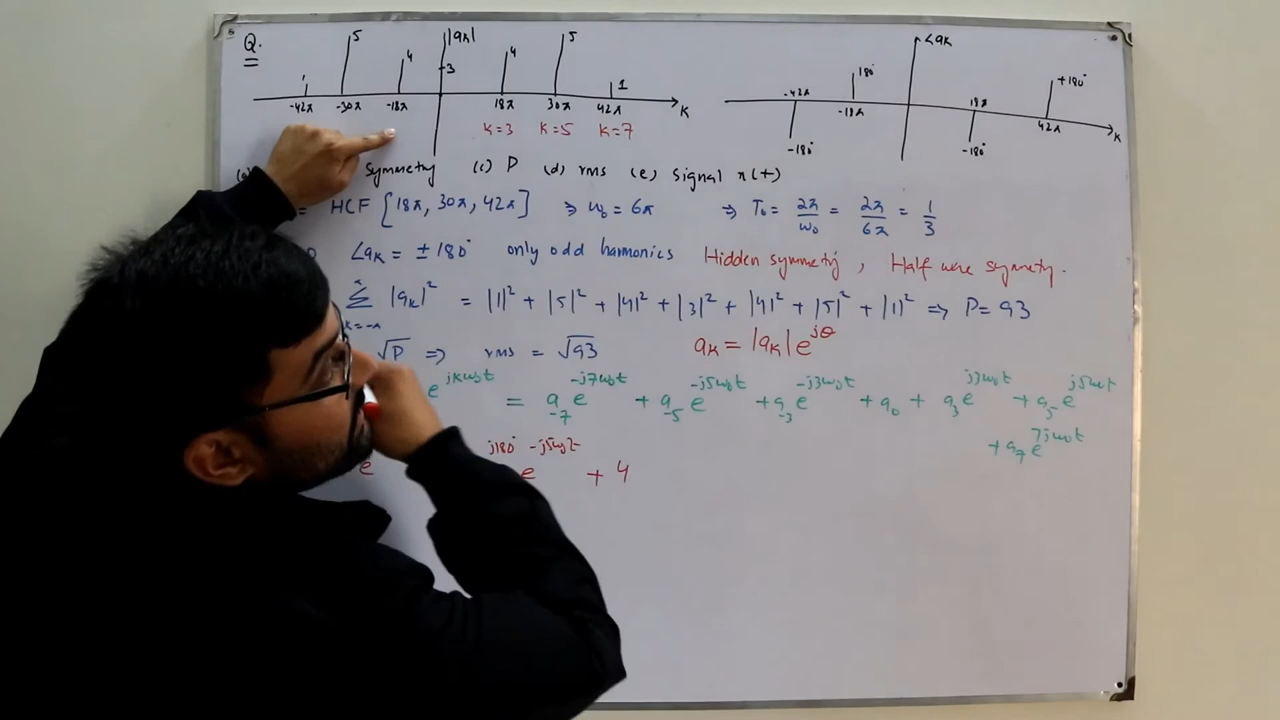 Q.
1 5 4 |aₖ| 3 4 5 1
-42π -30π -18π 18π 30π 42π K
K=3 K=5 K=7
∠aₖ
180° +180°
-42π -18π 18π 42π K
-180° -180°
Symmetry (c) P (d) rms (e) Signal x(t)
= HCF [18π, 30π, 42π] ⇒ ω₀ = 6π ⇒ T₀ = 2π/ω₀ = 2π/6π = 1/3
∠aₖ = ±180° only odd harmonics Hidden symmetry, Half wave symmetry.
Σ |aₖ|² = |1|² + |5|² + |4|² + |3|² + |4|² + |5|² + |1|² ⇒ P = 93
√P ⇒ rms = √93 aₖ = |aₖ| e^jθ
e^jkω₀t = a₋₇ e^-j7ω₀t + a₋₅ e^-j5ω₀t + a₋₃ e^-j3ω₀t + a₀ + a₃ e^j3ω₀t + a₅ e^j5ω₀t
+ a₇ e^7jω₀t
e j180° e^-j5ω₀t + 4